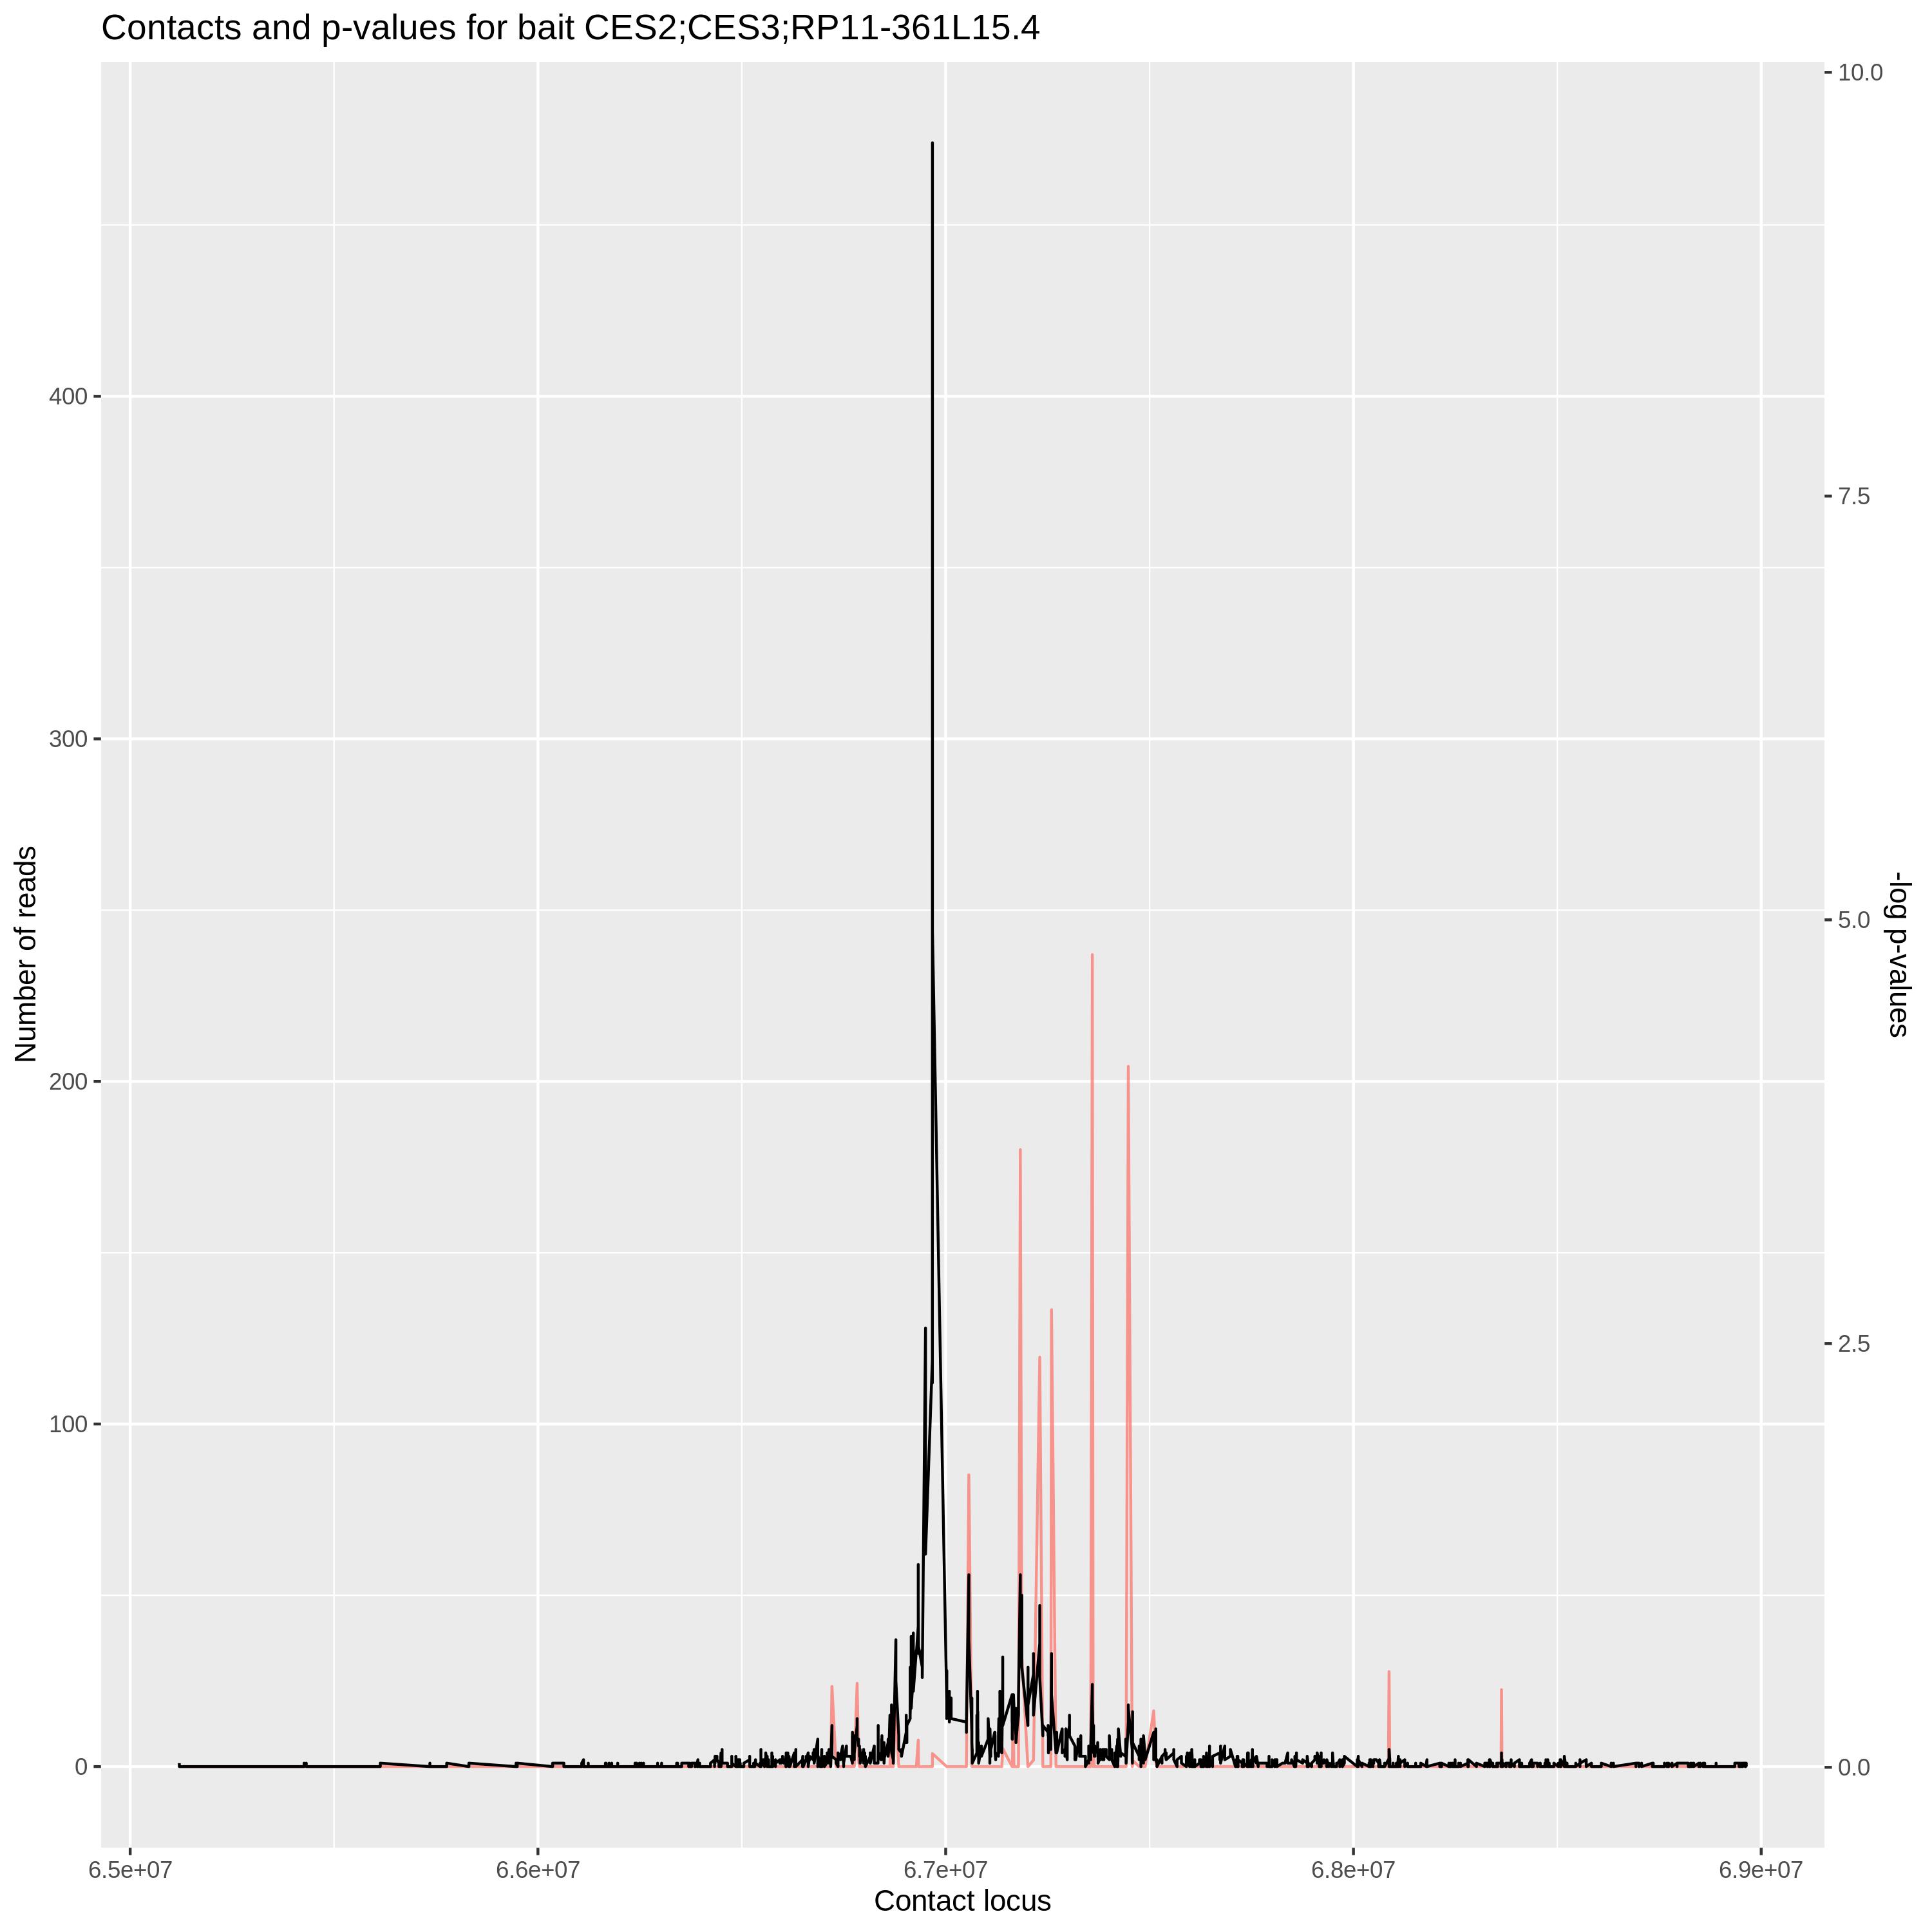 Contacts and p-values for bait CES2;CES3;RP11-361L15.4
10.0
7.5
5.0
2.5
0.0
400
300
200
100
0
Number of reads
-log p-values
6.5e+07
6.6e+07
6.7e+07
6.8e+07
6.9e+07
Contact locus